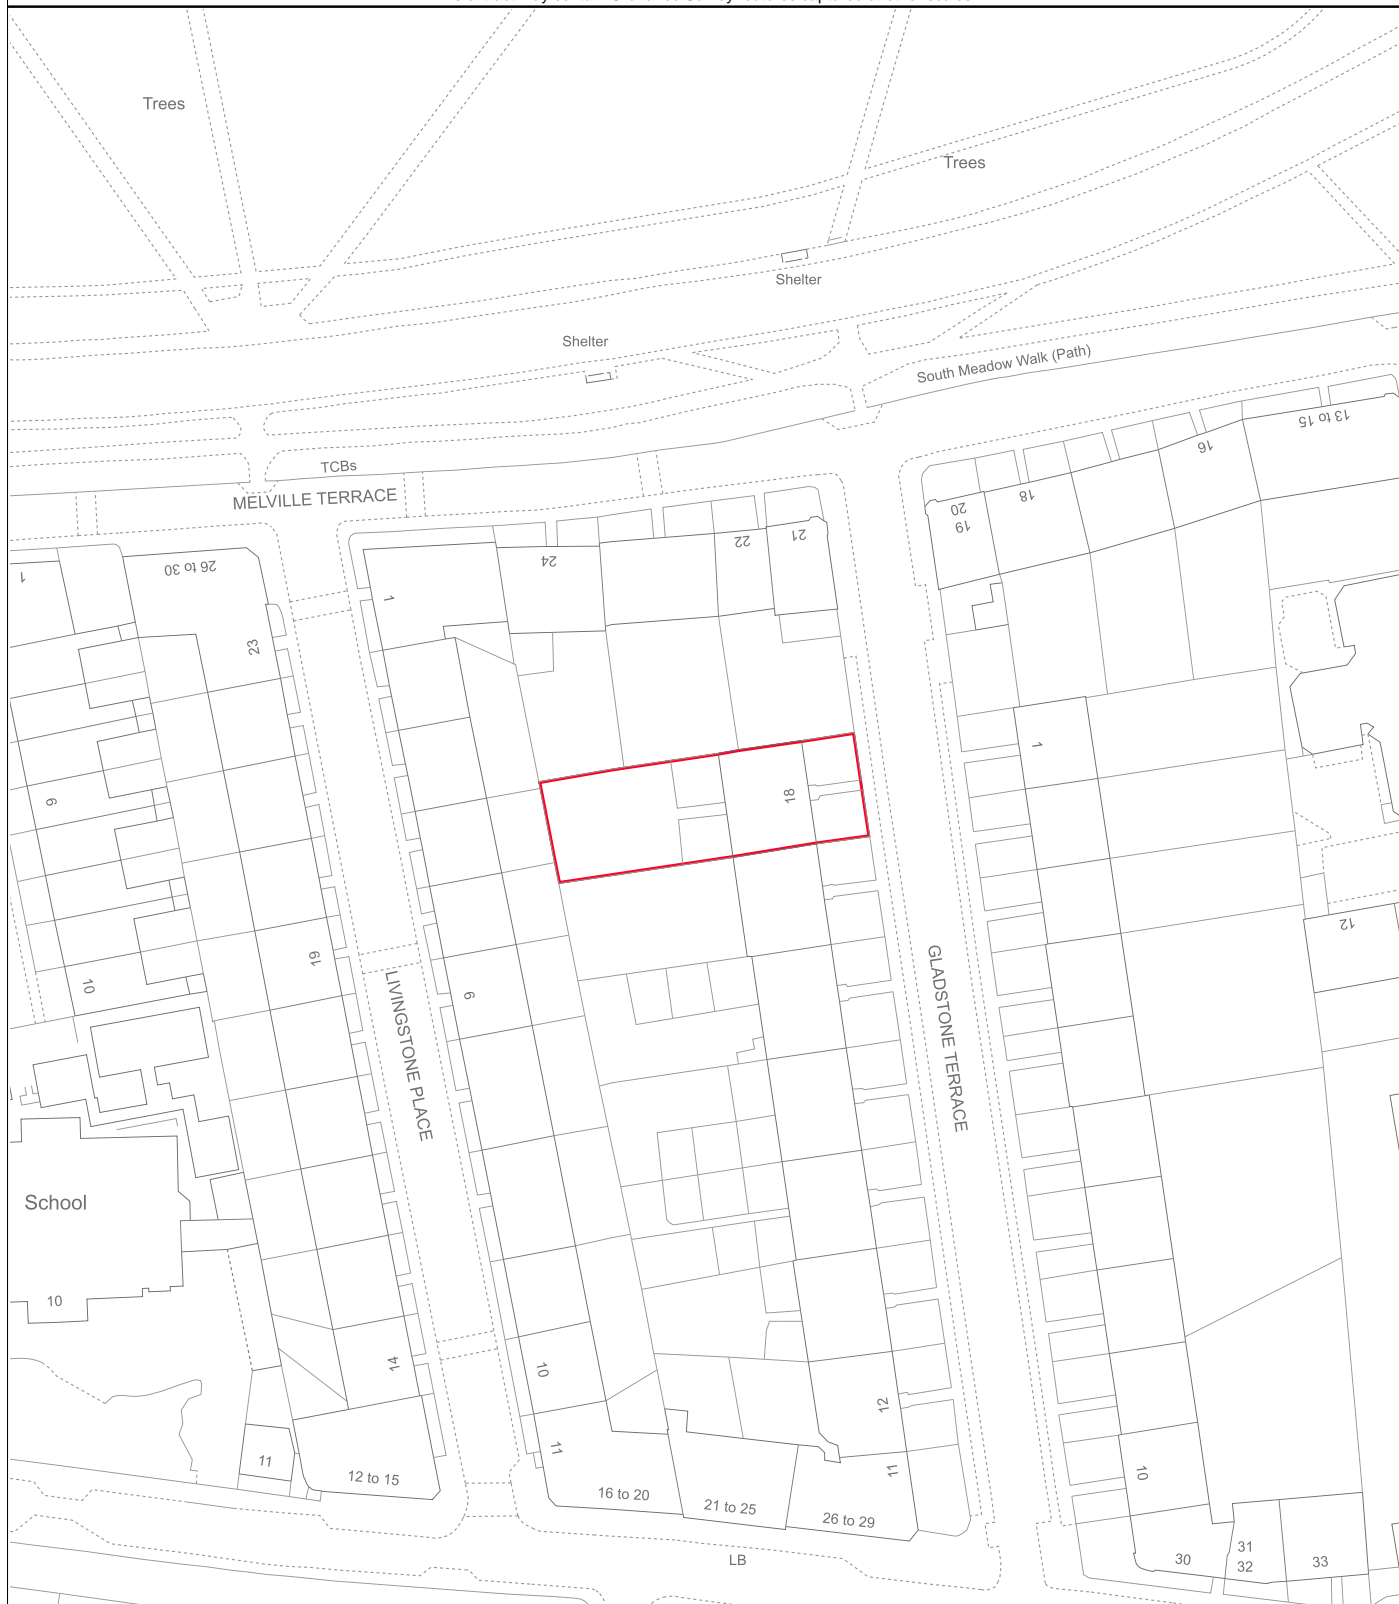 Trees
Trees
Shelter
Shelter
South Meadow Walk (Path)
13 to 15
16
18
20
19
TCBs
MELVILLE TERRACE
21
22
24
1
26 to 30
1
23
1
18
9
12
19
10
9
LIVINGSTONE PLACE
GLADSTONE TERRACE
School
10
14
10
12
11
11
12 to 15
16 to 20
21 to 25
26 to 29
11
10
LB
30
31
32
33